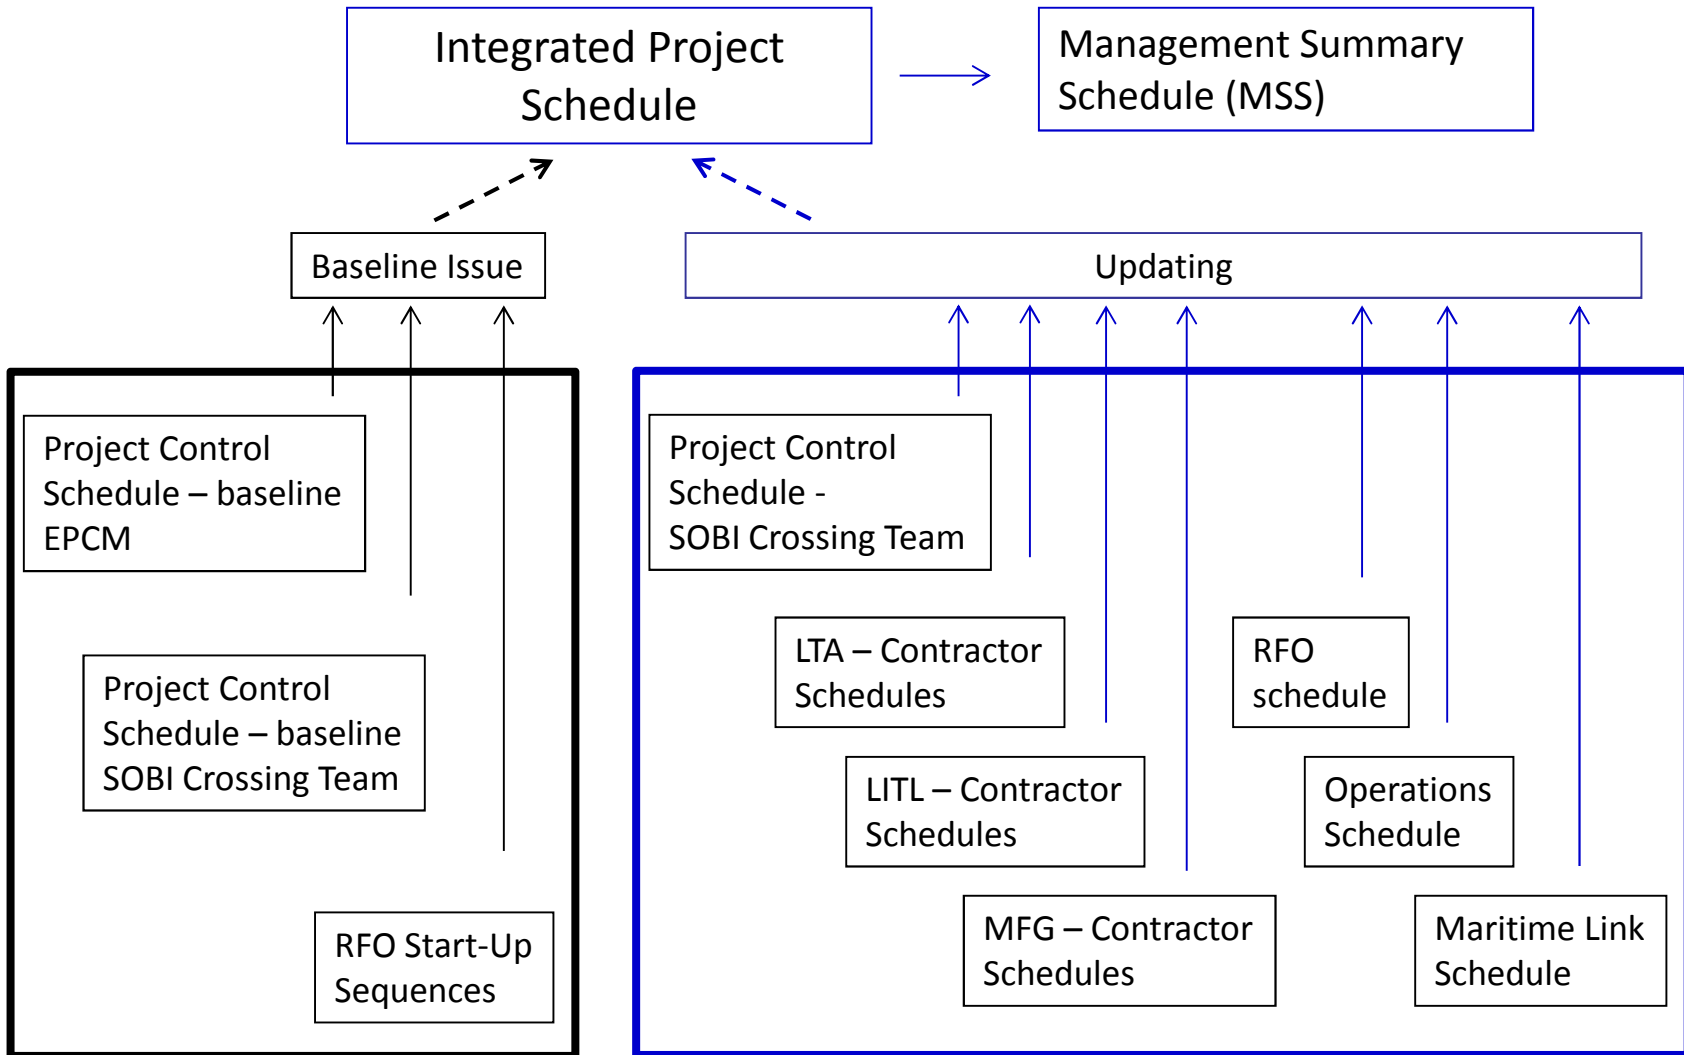 Integrated Project
Schedule
Management Summary
Schedule (MSS)
Baseline Issue
Updating
Project Control
Schedule – baseline
EPCM
Project Control
Schedule – baseline
SOBI Crossing Team
RFO Start-Up
Sequences
Project Control
Schedule -
SOBI Crossing Team
LTA – Contractor
Schedules
LITL – Contractor
Schedules
MFG – Contractor
Schedules
RFO
schedule
Operations
Schedule
Maritime Link
Schedule